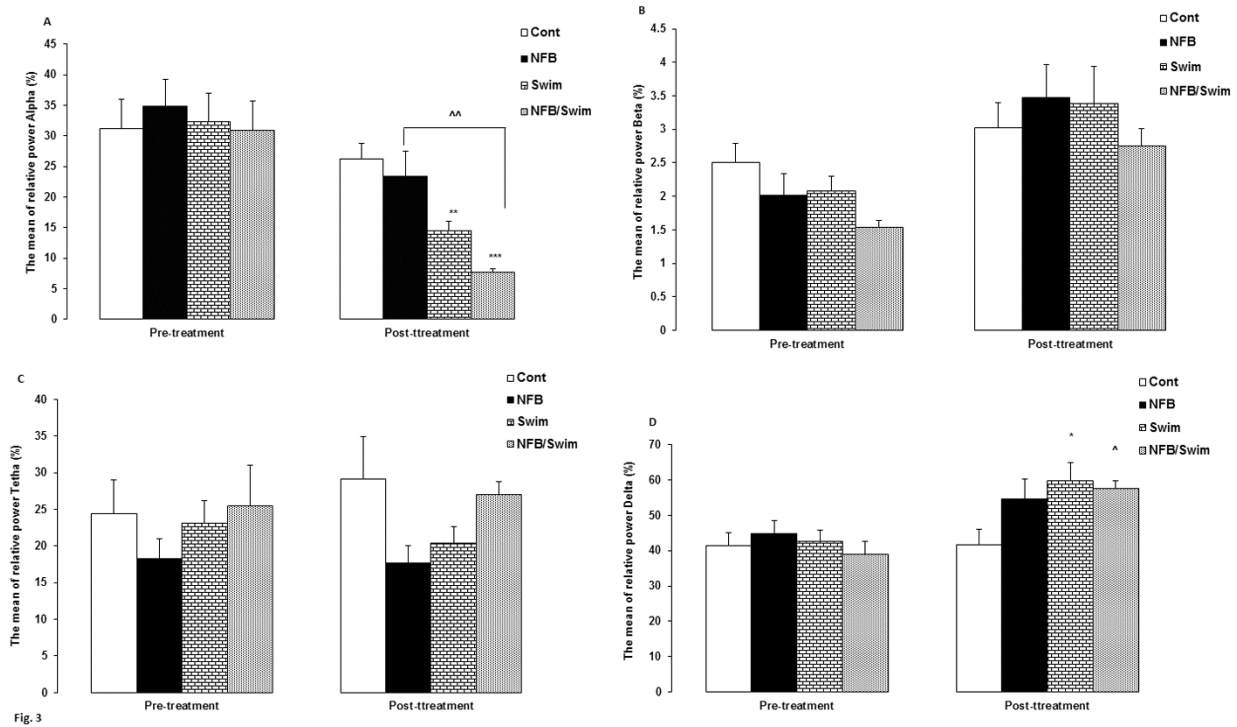 A
Cont
NFB
Swim
NFB/Swim
The mean of relative power Alpha (%)
45
40
35
30
25
20
15
10
5
0
^^
**
***
Pre-treatment
Post-ttreatment
B
Cont
NFB
Swim
NFB/Swim
The mean of relative power Beta (%)
4.5
4
3.5
3
2.5
2
1.5
1
0.5
0
Pre-treatment
Post-ttreatment
C
Cont
NFB
Swim
NFB/Swim
The mean of relative power Tetha (%)
40
35
30
25
20
15
10
5
0
Pre-treatment
Post-ttreatment
D
Cont
NFB
Swim
NFB/Swim
The mean of relative power Delta (%)
70
60
50
40
30
20
10
0
*
^
Pre-treatment
Post-ttreatment
Fig. 3